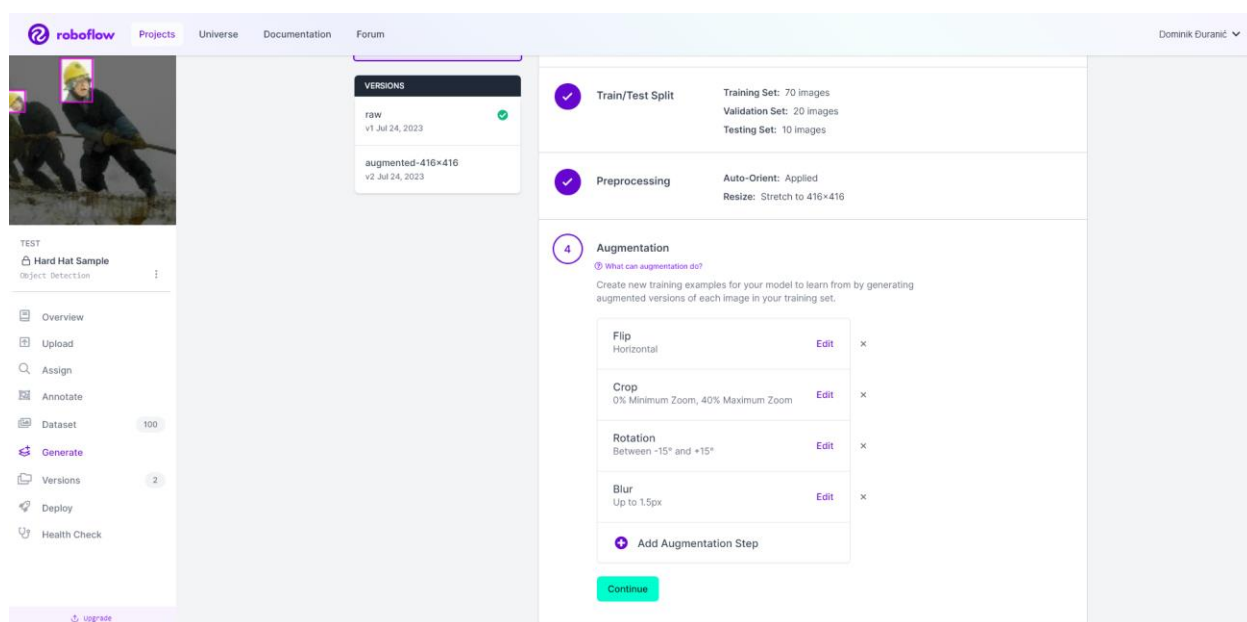 roboflow
Projects
Universe
Documentation
Forum
Dominik Đuranić
TEST
Hard Hat Sample
Object Detection
Overview
Upload
Assign
Annotate
Dataset 100
Generate
Versions 2
Deploy
Health Check
Upgrade
VERSIONS
raw
v1 Jul 24, 2023
augmented-416×416
v2 Jul 24, 2023
Train/Test Split
Training Set: 70 images
Validation Set: 20 images
Testing Set: 10 images
Preprocessing
Auto-Orient: Applied
Resize: Stretch to 416×416
4
Augmentation
What can augmentation do?
Create new training examples for your model to learn from by generating
augmented versions of each image in your training set.
Flip
Horizontal
Edit ×
Crop
0% Minimum Zoom, 40% Maximum Zoom
Edit ×
Rotation
Between -15° and +15°
Edit ×
Blur
Up to 1.5px
Edit ×
Add Augmentation Step
Continue